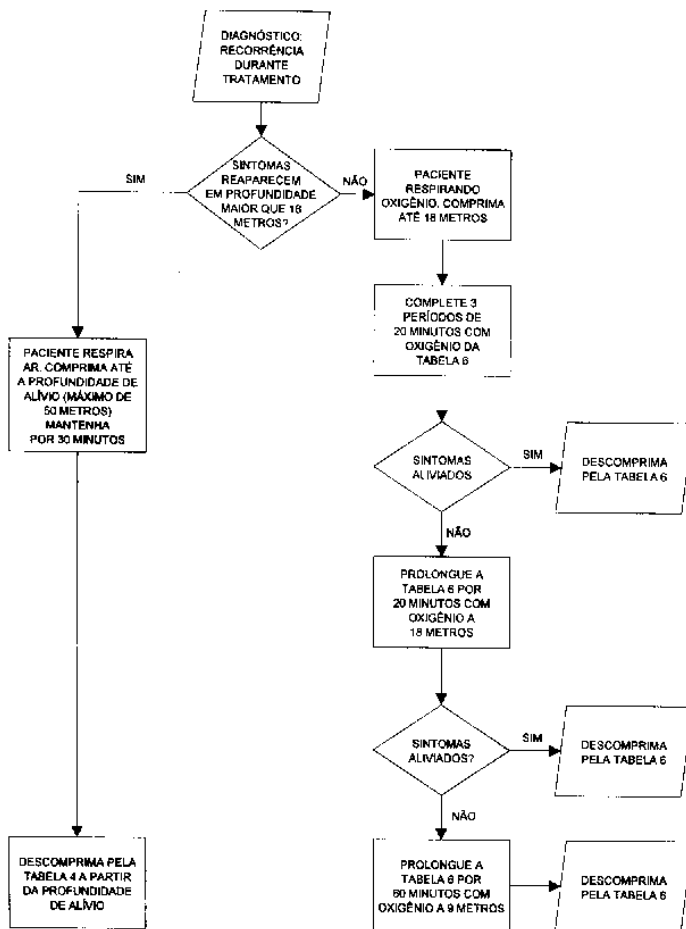 DIAGNÓSTICO:
RECORRÊNCIA
DURANTE
TRATAMENTO
SINTOMAS
REAPARECEM
EM PROFUNDIDADE
MAIOR QUE 18
METROS?
SIM
NÃO
PACIENTE
RESPIRANDO
OXIGÊNIO. COMPRIMA
ATÉ 18 METROS
COMPLETE 3
PERÍODOS DE
20 MINUTOS COM
OXIGÊNIO DA
TABELA 6
PACIENTE RESPIRA
AR. COMPRIMA ATÉ
A PROFUNDIDADE DE
ALÍVIO (MÁXIMO DE
50 METROS)
MANTENHA
POR 30 MINUTOS
SINTOMAS
ALIVIADOS
SIM
DESCOMPRIMA
PELA TABELA 6
NÃO
PROLONGUE A
TABELA 6 POR
20 MINUTOS COM
OXIGÊNIO A
18 METROS
SINTOMAS
ALIVIADOS?
SIM
DESCOMPRIMA
PELA TABELA 6
NÃO
DESCOMPRIMA PELA
TABELA 4 A PARTIR
DA PROFUNDIDADE
DE ALÍVIO
PROLONGUE A
TABELA 6 POR
60 MINUTOS COM
OXIGÊNIO A 9 METROS
DESCOMPRIMA
PELA TABELA 6